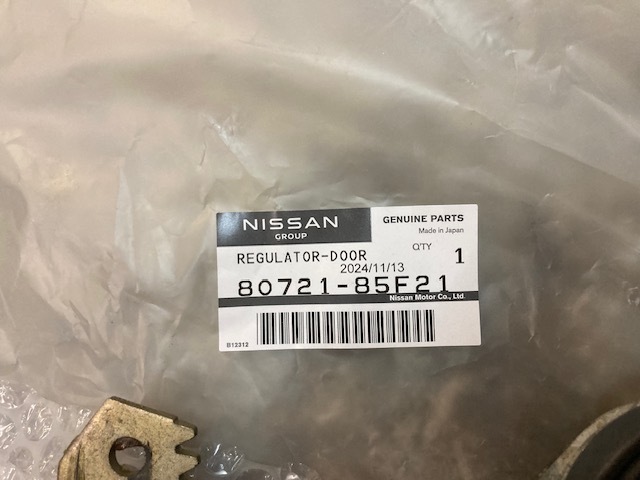 NISSAN
GROUP
GENUINE PARTS
Made in Japan
REGULATOR-DOOR
Q'TY 1
2024/11/13
80721-85F21
Nissan Motor Co., Ltd.
B12312